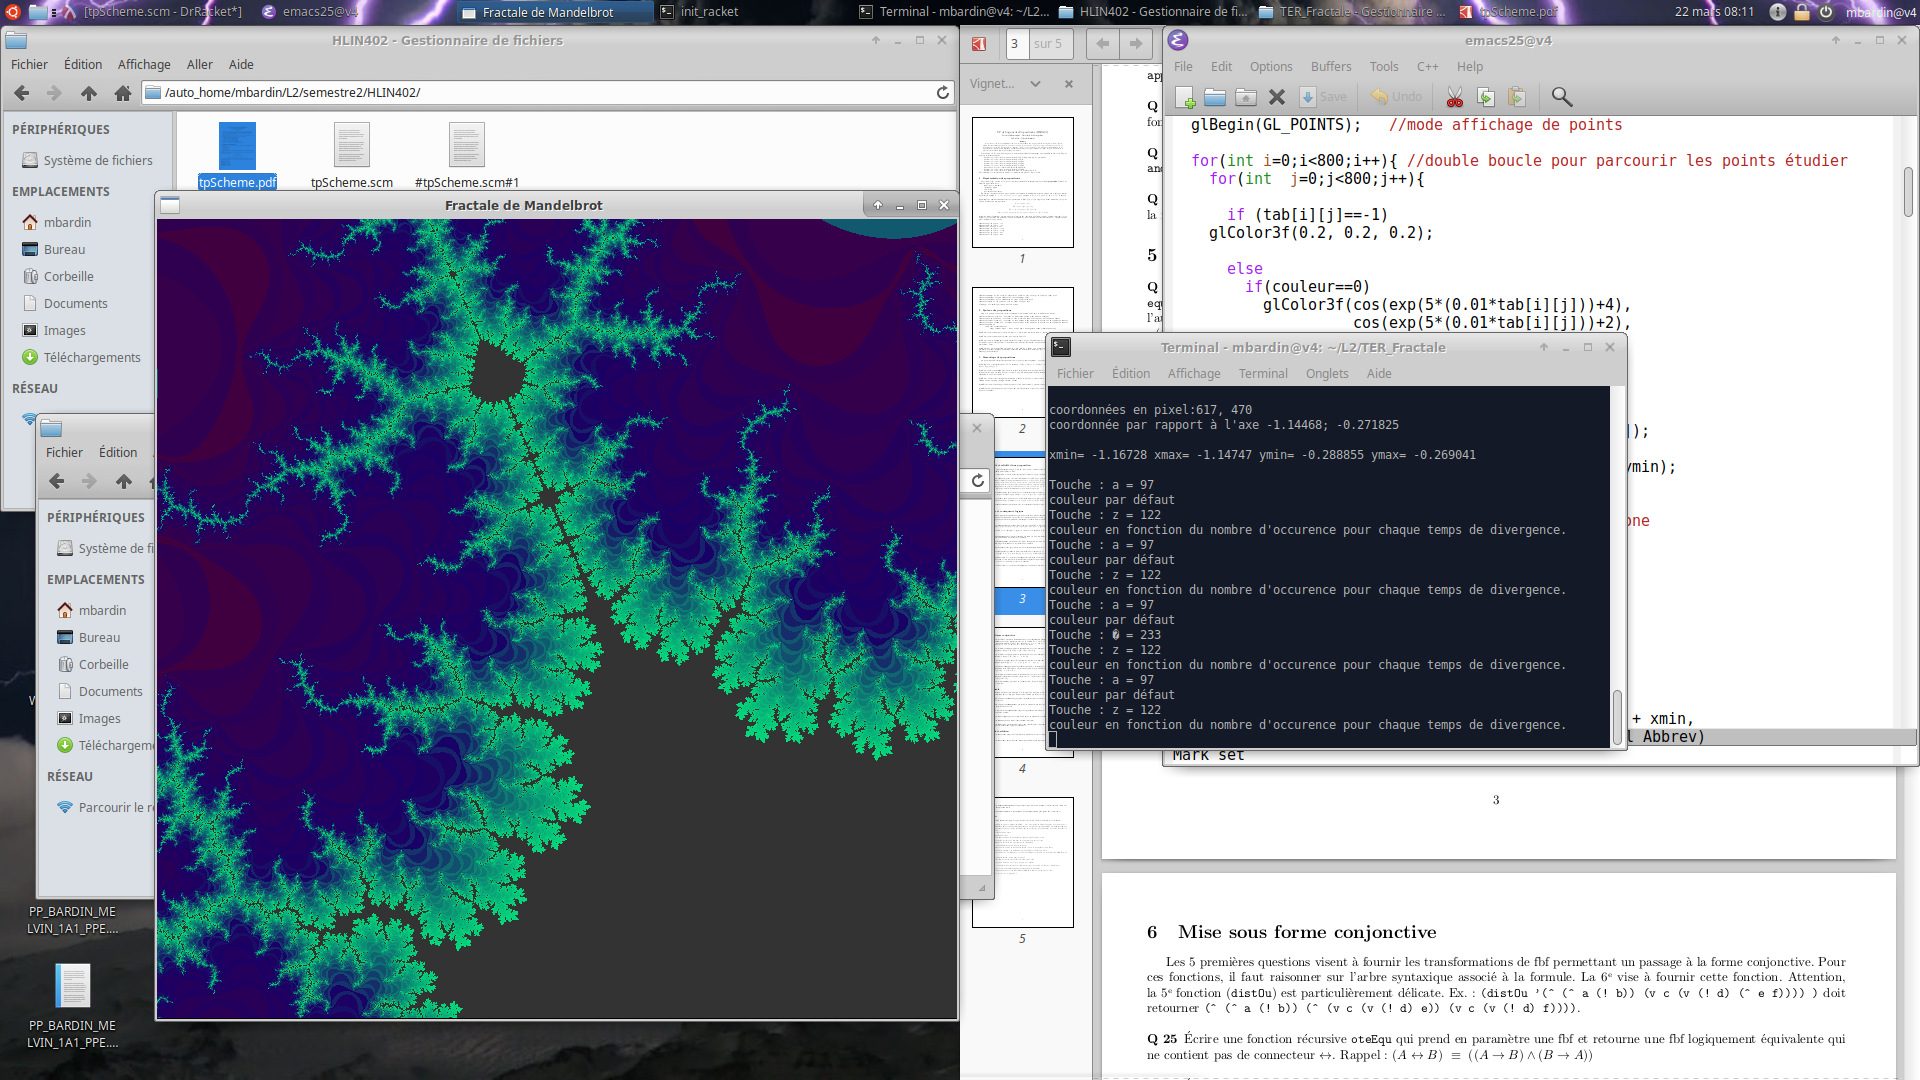 [tpScheme.scm - DrRacket*]
emacs25@v4
Fractale de Mandelbrot
init_racket
Terminal - mbardin@v4: ~/L2...
HLIN402 - Gestionnaire de fi...
TER_Fractale - Gestionnaire ...
tpScheme.pdf
22 mars 08:11
mbardin@v4
HLIN402 - Gestionnaire de fichiers
Fichier Édition Affichage Aller Aide
/auto_home/mbardin/L2/semestre2/HLIN402/
PÉRIPHÉRIQUES
Système de fichiers
EMPLACEMENTS
mbardin
Bureau
Corbeille
Documents
Images
Téléchargements
RÉSEAU
tpScheme.pdf
tpScheme.scm
#tpScheme.scm#1
Fractale de Mandelbrot
Fichier Édition
PÉRIPHÉRIQUES
Système de fi
EMPLACEMENTS
mbardin
Bureau
Corbeille
Documents
Images
Téléchargem
RÉSEAU
Parcourir le r
PP_BARDIN_ME
LVIN_1A1_PPE....
PP_BARDIN_ME
LVIN_1A1_PPE....
3 sur 5
Vignet...
1
2
3
4
5
emacs25@v4
File Edit Options Buffers Tools C++ Help
Save Undo
glBegin(GL_POINTS); //mode affichage de points
for(int i=0;i<800;i++){ //double boucle pour parcourir les points étudier
for(int j=0;j<800;j++){
if (tab[i][j]==-1)
glColor3f(0.2, 0.2, 0.2);
else
if(couleur==0)
glColor3f(cos(exp(5*(0.01*tab[i][j]))+4),
cos(exp(5*(0.01*tab[i][j]))+2),
]);
ymin);
one
+ xmin,
l Abbrev)
Mark set
Terminal - mbardin@v4: ~/L2/TER_Fractale
Fichier Édition Affichage Terminal Onglets Aide
coordonnées en pixel:617, 470
coordonnée par rapport à l'axe -1.14468; -0.271825
xmin= -1.16728 xmax= -1.14747 ymin= -0.288855 ymax= -0.269041
Touche : a = 97
couleur par défaut
Touche : z = 122
couleur en fonction du nombre d'occurence pour chaque temps de divergence.
Touche : a = 97
couleur par défaut
Touche : z = 122
couleur en fonction du nombre d'occurence pour chaque temps de divergence.
Touche : a = 97
couleur par défaut
Touche : � = 233
Touche : z = 122
couleur en fonction du nombre d'occurence pour chaque temps de divergence.
Touche : a = 97
couleur par défaut
Touche : z = 122
couleur en fonction du nombre d'occurence pour chaque temps de divergence.
3
6 Mise sous forme conjonctive
Les 5 premières questions visent à fournir les transformations de fbf permettant un passage à la forme conjonctive. Pour
ces fonctions, il faut raisonner sur l'arbre syntaxique associé à la formule. La 6ᵉ vise à fournir cette fonction. Attention,
la 5ᵉ fonction (distOu) est particulièrement délicate. Ex. : (distOu '(^ (^ a (! b)) (v c (v (! d) (^ e f)))) ) doit
retourner (^ (^ a (! b)) (^ (v c (v (! d) e)) (v c (v (! d) f)))).
Q 25 Écrire une fonction récursive oteEqu qui prend en paramètre une fbf et retourne une fbf logiquement équivalente qui
ne contient pas de connecteur ↔. Rappel : (A ↔ B) ≡ ((A → B) ∧ (B → A))